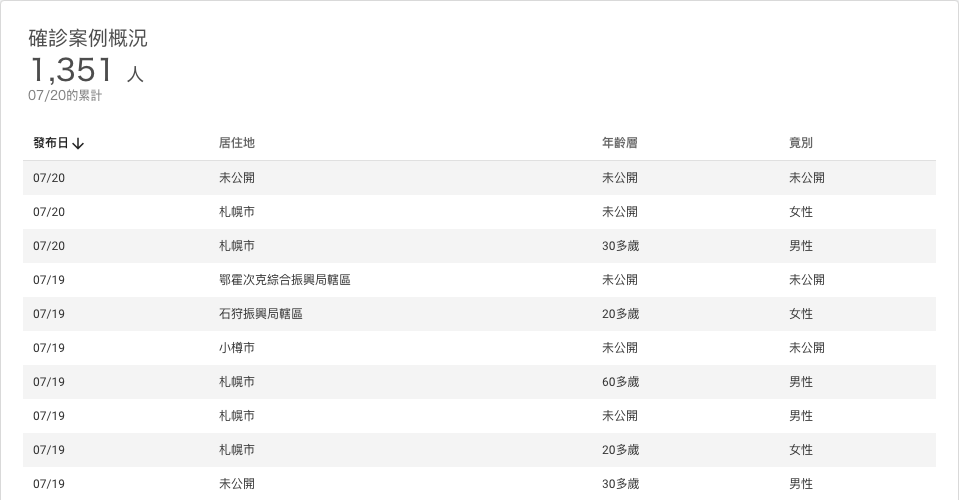 確診案例概況
1,351 人
07/20的累計
發布日↓ 居住地 年齡層 竟別
07/20 未公開 未公開 未公開
07/20 札幌市 未公開 女性
07/20 札幌市 30多歲 男性
07/19 鄂霍次克綜合振興局轄區 未公開 未公開
07/19 石狩振興局轄區 20多歲 女性
07/19 小樽市 未公開 未公開
07/19 札幌市 60多歲 男性
07/19 札幌市 未公開 男性
07/19 札幌市 20多歲 女性
07/19 未公開 30多歲 男性